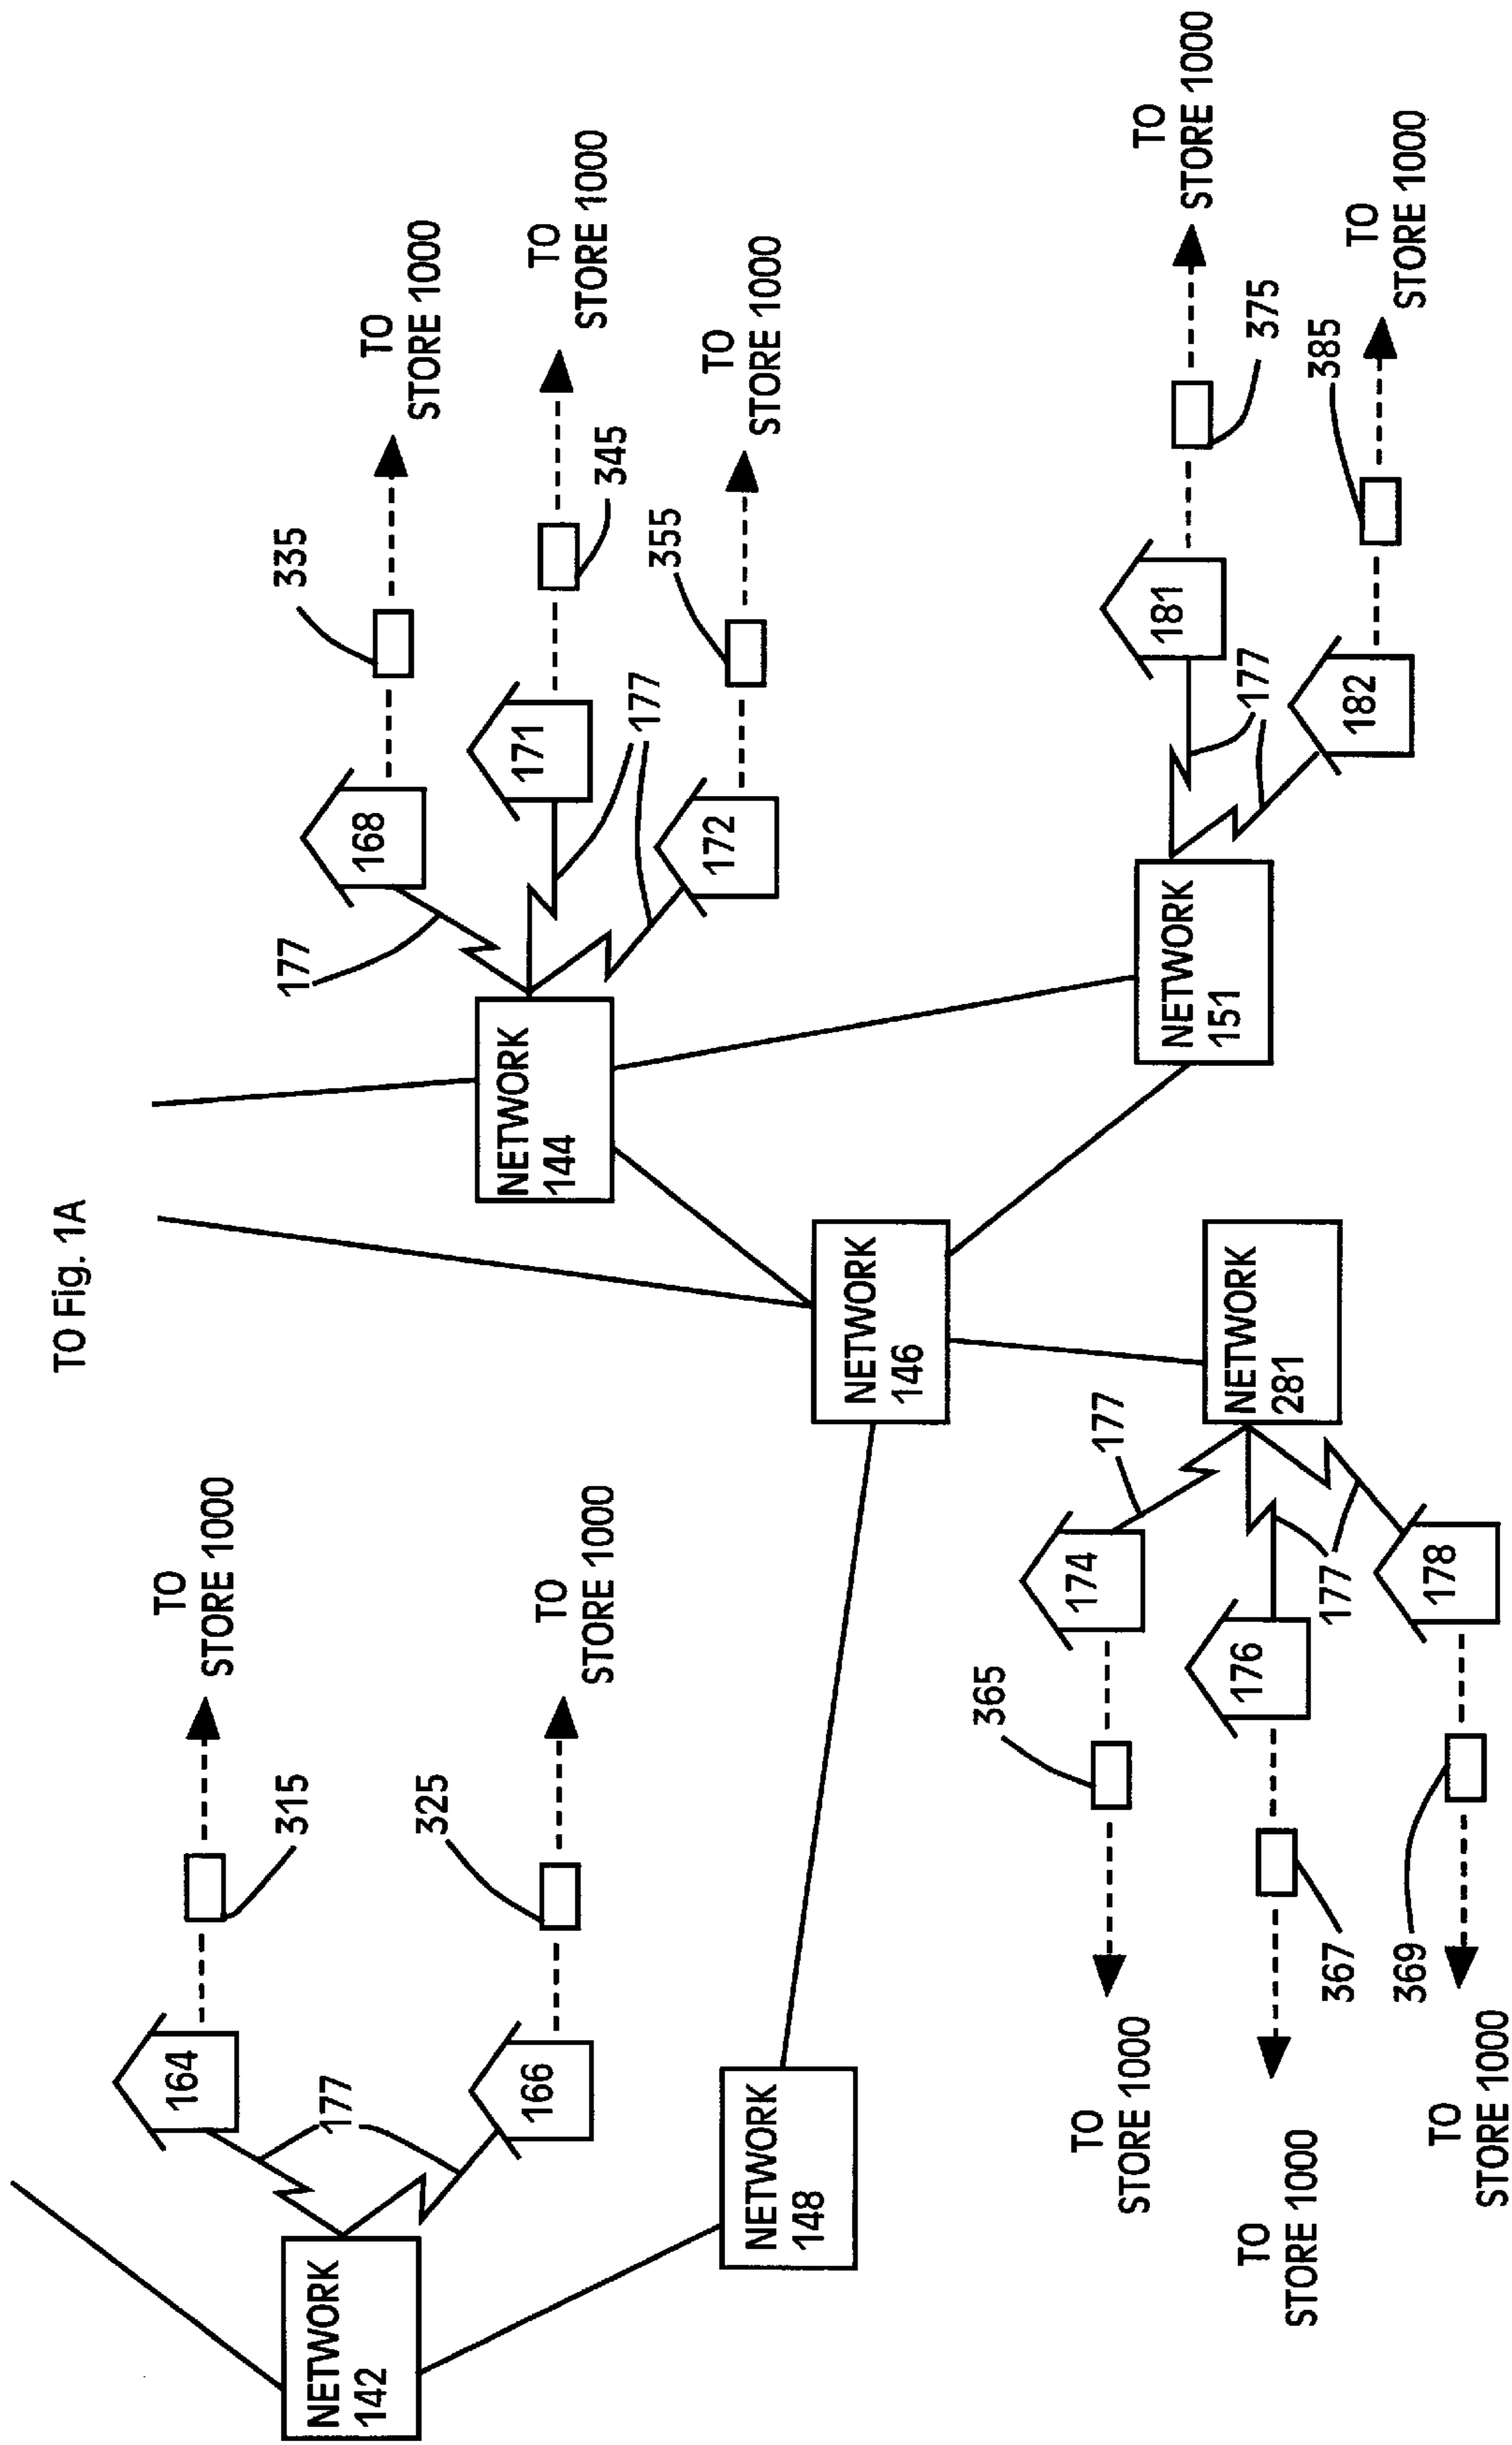 TO Fig. 1A
TO
STORE 1000
315
164
177
TO
STORE 1000
325
166
NETWORK
142
NETWORK
148
335
TO
STORE 1000
168
177
TO
STORE 1000
345
171
177
355
TO
STORE 1000
172
NETWORK
144
NETWORK
146
TO
STORE 1000
375
181
177
385
TO
STORE 1000
182
NETWORK
151
NETWORK
281
177
174
365
TO
STORE 1000
176
177
367
TO
STORE 1000
178
369
TO
STORE 1000